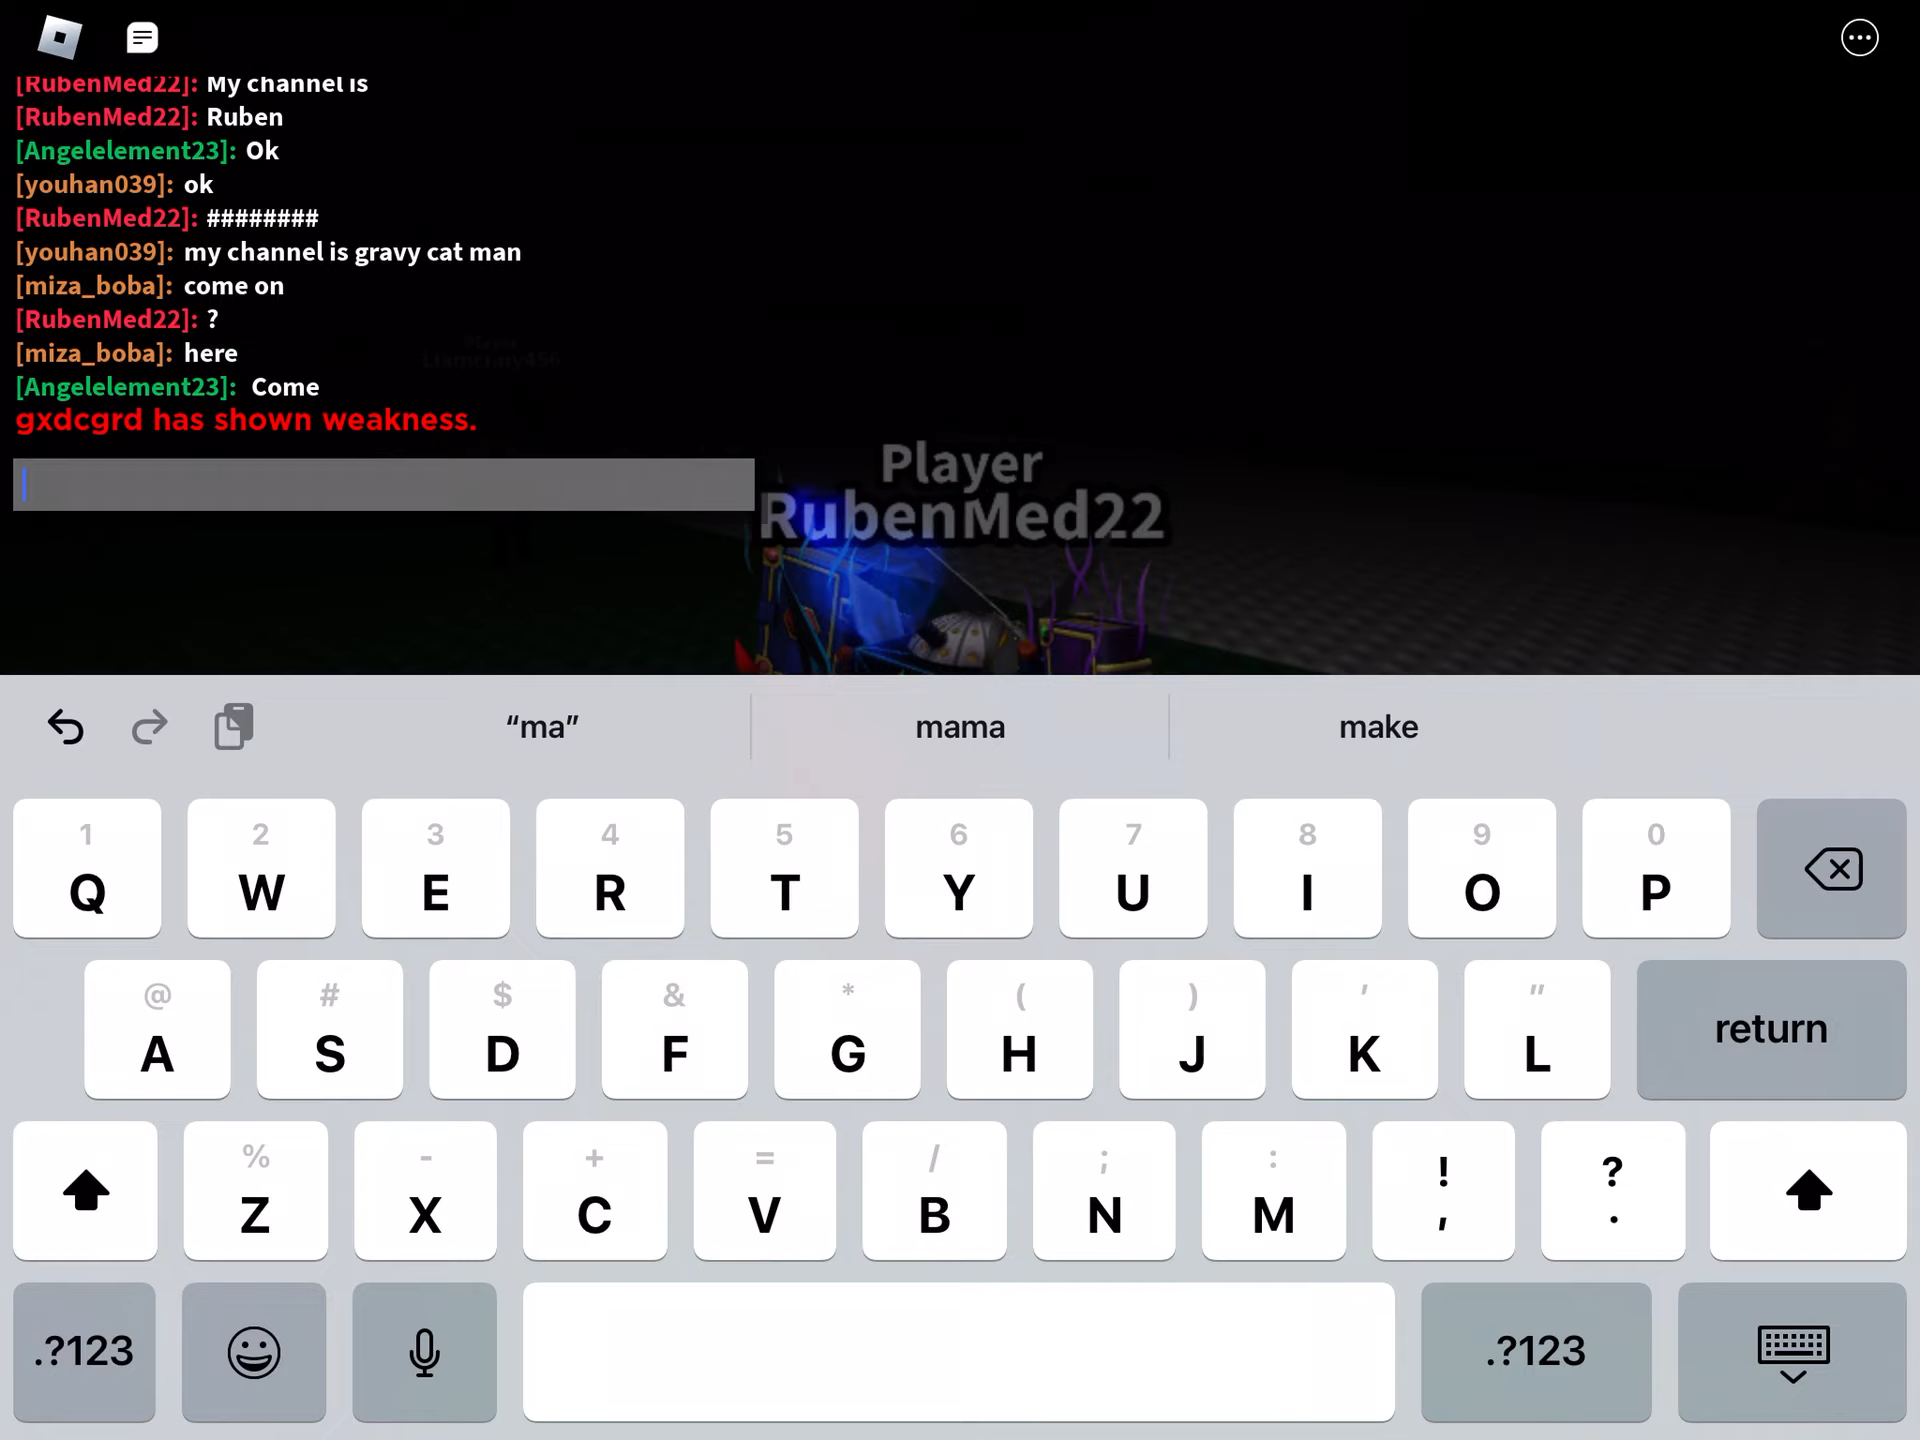 [RubenMed22]: My channel is
[RubenMed22]: Ruben
[Angelelement23]: Ok
[youhan039]: ok
[RubenMed22]: ########
[youhan039]: my channel is gravy cat man
[miza_boba]: come on
[RubenMed22]: ?
[miza_boba]: here
[Angelelement23]: Come
gxdcgrd has shown weakness.
Player
RubenMed22
“ma” mama make
1 2 3 4 5 6 7 8 9 0
Q W E R T Y U I O P
@ # $ & * ( ) ' "
A S D F G H J K L return
% - + = / ; : ! ?
Z X C V B N M , .
.?123 .?123